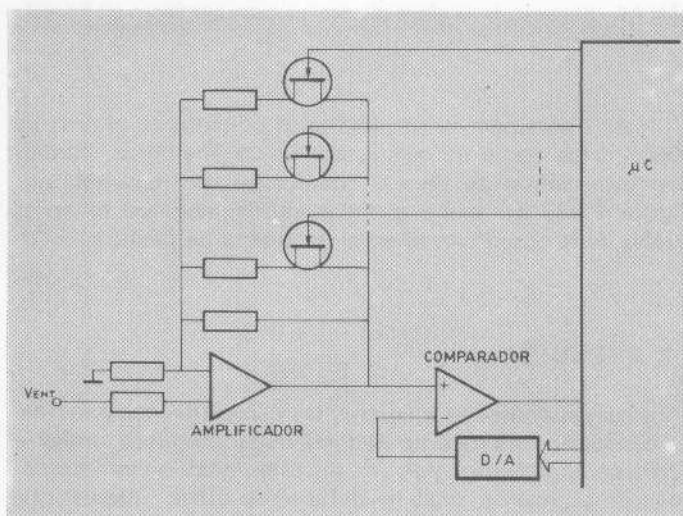 μC
COMPARADOR
+
−
VENT.
AMPLIFICADOR
D/A